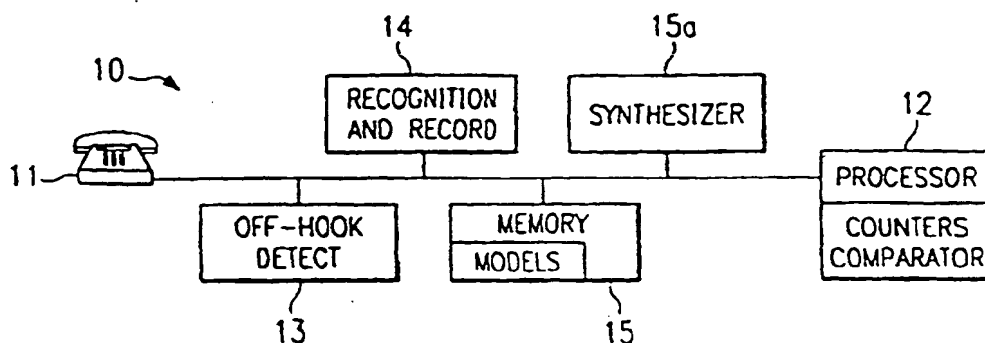 14
15a
10
RECOGNITION
AND RECORD
SYNTHESIZER
12
11
PROCESSOR
OFF-HOOK
DETECT
MEMORY
MODELS
COUNTERS
COMPARATOR
13
15